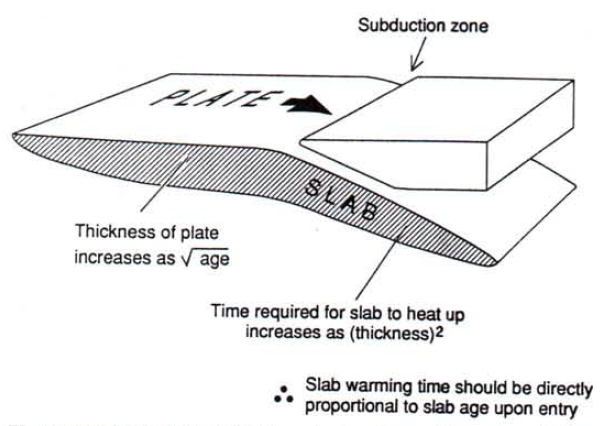 Subduction zone
PLATE
SLAB
Thickness of plate
increases as √age
Time required for slab to heat up
increases as (thickness)²
∴ Slab warming time should be directly
proportional to slab age upon entry